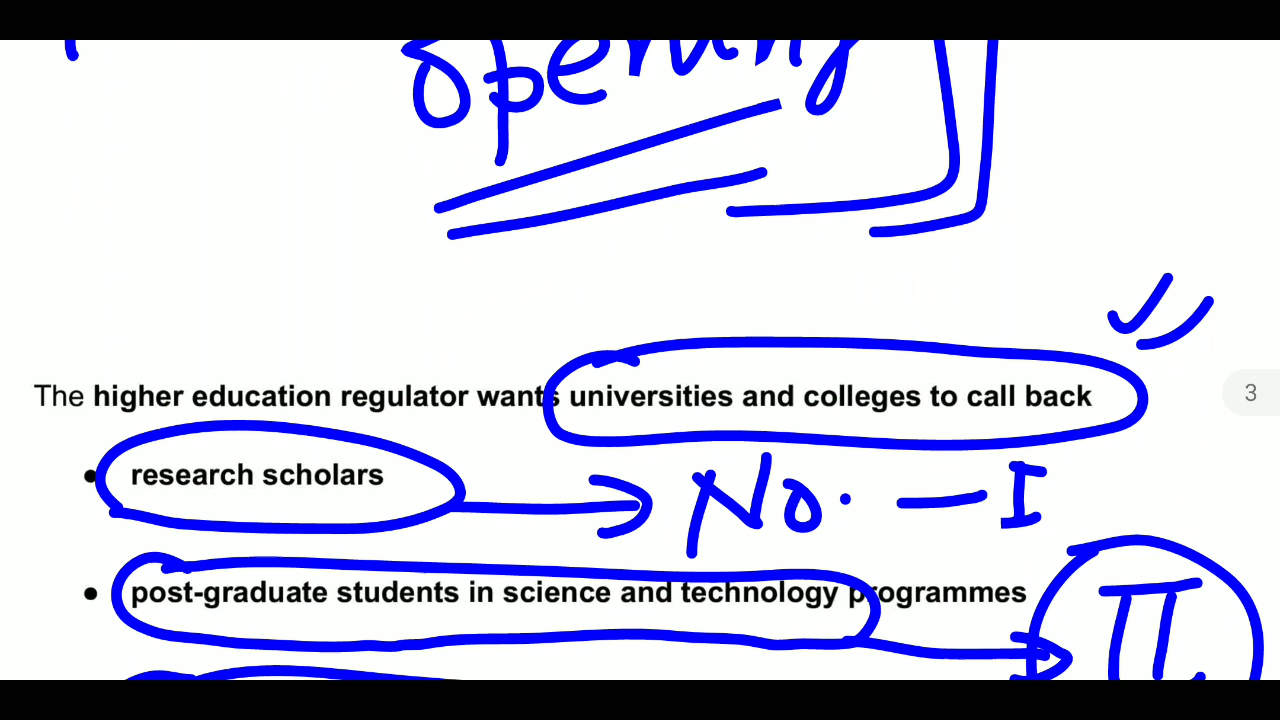 opening
The higher education regulator wants universities and colleges to call back
3
• research scholars
No. - I
• post-graduate students in science and technology programmes
II